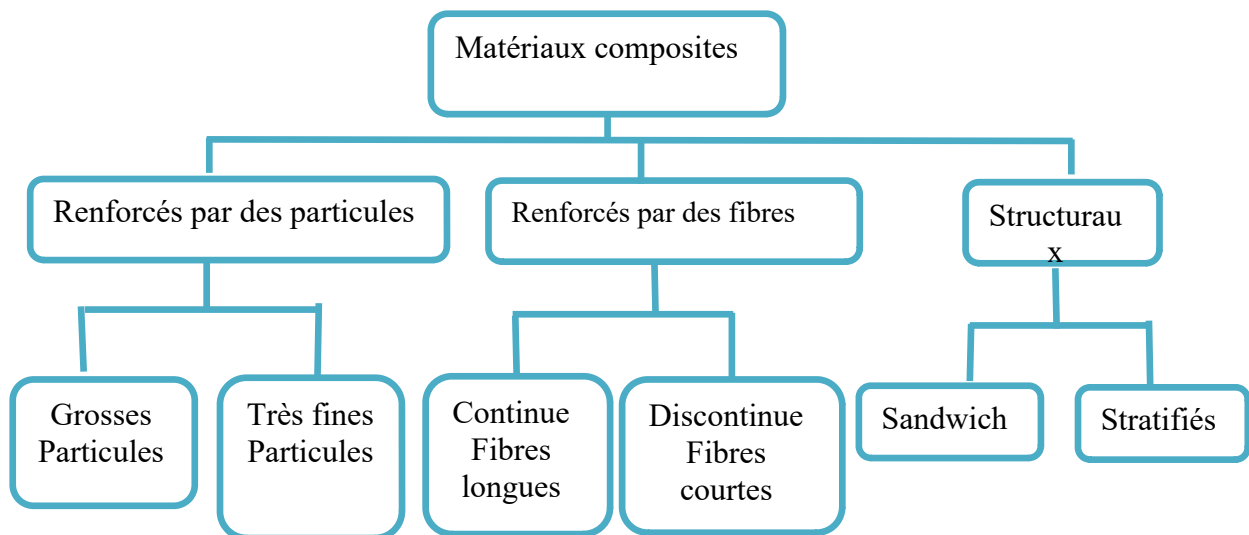 Matériaux composites
Renforcés par des particules
Renforcés par des fibres
Structurau
x
Grosses
Particules
Très fines
Particules
Continue
Fibres
longues
Discontinue
Fibres
courtes
Sandwich
Stratifiés